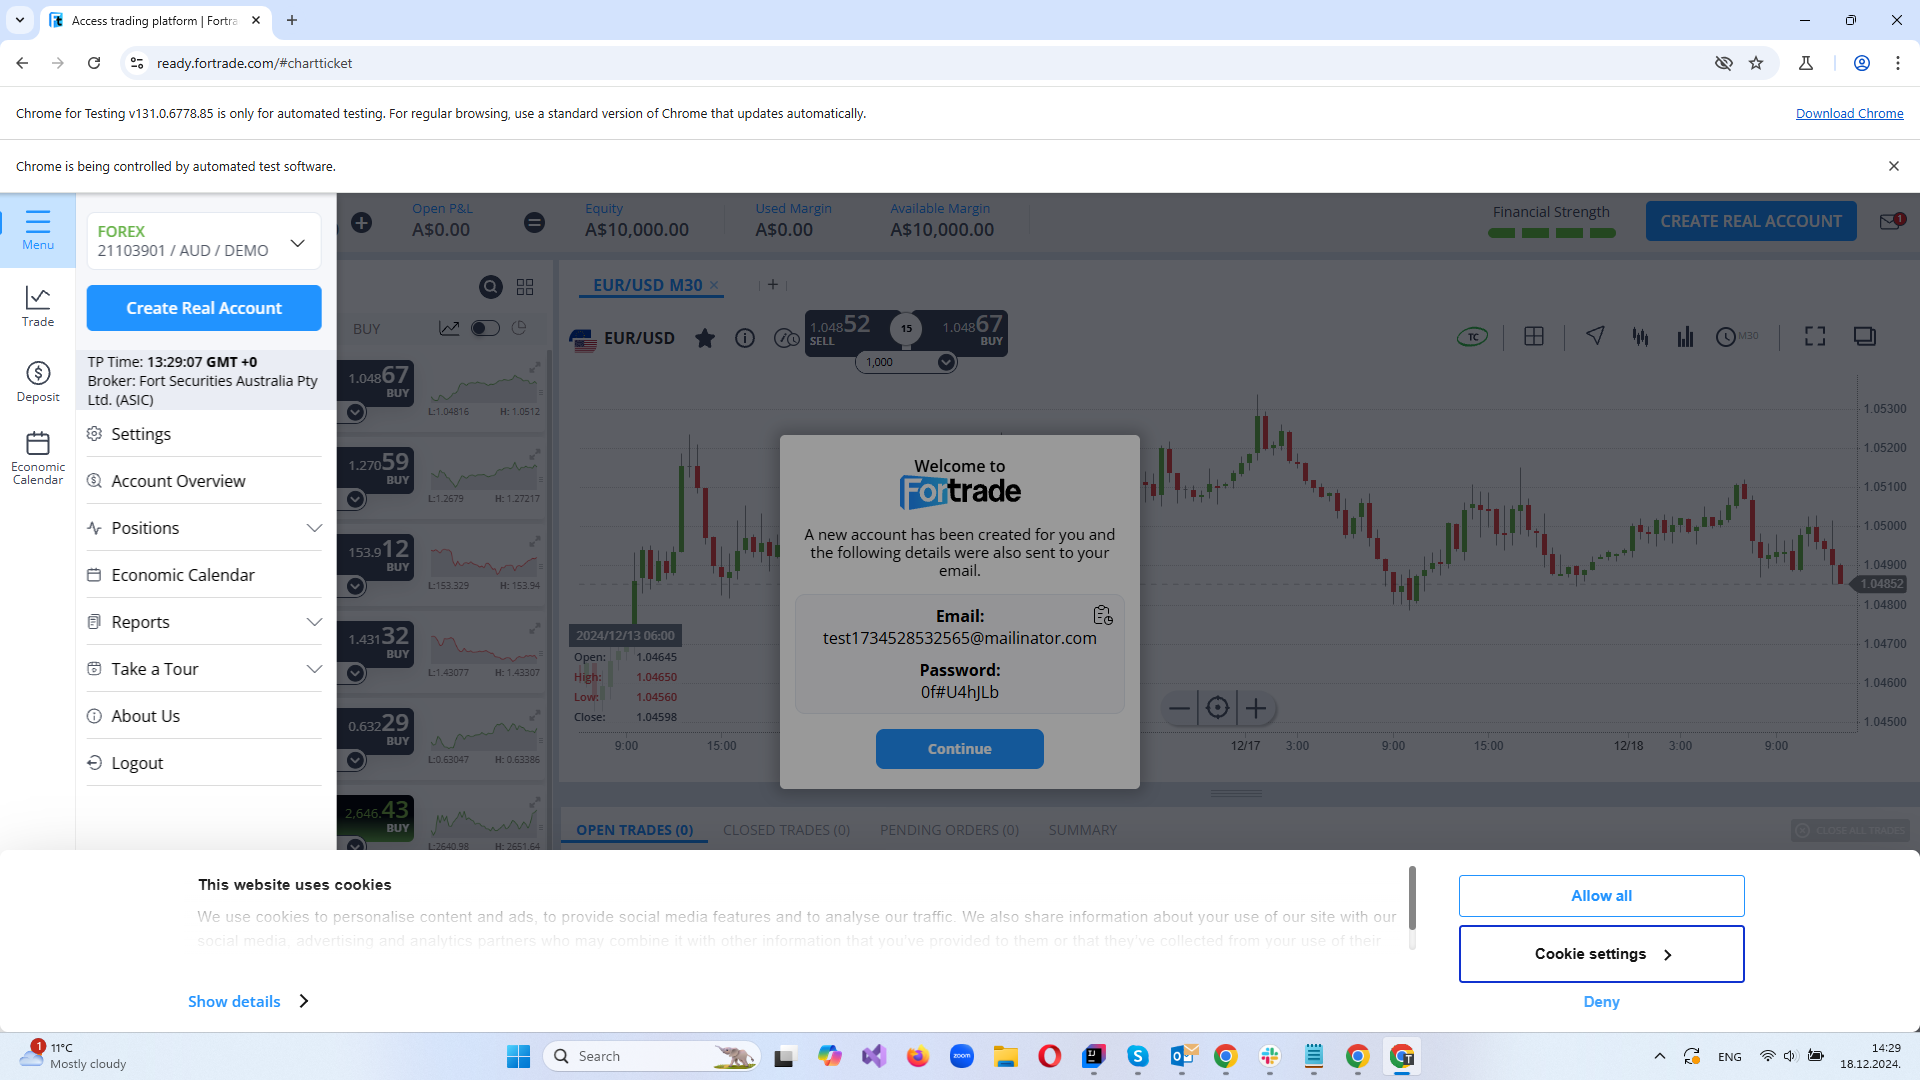 Access trading platform | Fortra
ready.fortrade.com/#chartticket
Chrome for Testing v131.0.6778.85 is only for automated testing. For regular browsing, use a standard version of Chrome that updates automatically.
Download Chrome
Chrome is being controlled by automated test software.
Menu
Trade
Deposit
Economic
Calendar
FOREX
21103901 / AUD / DEMO
Create Real Account
TP Time: 13:29:07 GMT +0
Broker: Fort Securities Australia Pty
Ltd. (ASIC)
Settings
Account Overview
Positions
Economic Calendar
Reports
Take a Tour
About Us
Logout
Open P&L
A$0.00
Equity
A$10,000.00
Used Margin
A$0.00
Available Margin
A$10,000.00
Financial Strength
CREATE REAL ACCOUNT
1
BUY
1.04867
BUY
L:1.04816 H: 1.0512
1.27059
BUY
L:1.2679 H: 1.27217
153.912
BUY
L:153.329 H: 153.94
1.43132
BUY
L:1.43077 H: 1.43307
0.63229
BUY
L:0.63047 H: 0.63386
2,646.43
BUY
L:2640.98 H: 2651.64
EUR/USD M30
EUR/USD
1.04852
SELL
15
1.04867
BUY
1,000
TC
M30
1.05300
1.05200
1.05100
1.05000
1.04900
1.04852
1.04800
1.04700
1.04600
1.04500
2024/12/13 06:00
Open: 1.04645
High: 1.04650
Low: 1.04560
Close: 1.04598
9:00 15:00 12/17 3:00 9:00 15:00 12/18 3:00 9:00
Welcome to
Fortrade
A new account has been created for you and
the following details were also sent to your
email.
Email:
test1734528532565@mailinator.com
Password:
0f#U4hJLb
Continue
OPEN TRADES (0) CLOSED TRADES (0) PENDING ORDERS (0) SUMMARY
CLOSE ALL TRADES
This website uses cookies
We use cookies to personalise content and ads, to provide social media features and to analyse our traffic. We also share information about your use of our site with our
social media, advertising and analytics partners who may combine it with other information that you've provided to them or that they've collected from your use of their
Show details
Allow all
Cookie settings
Deny
1
11°C
Mostly cloudy
Search
zoom
ENG
14:29
18.12.2024.